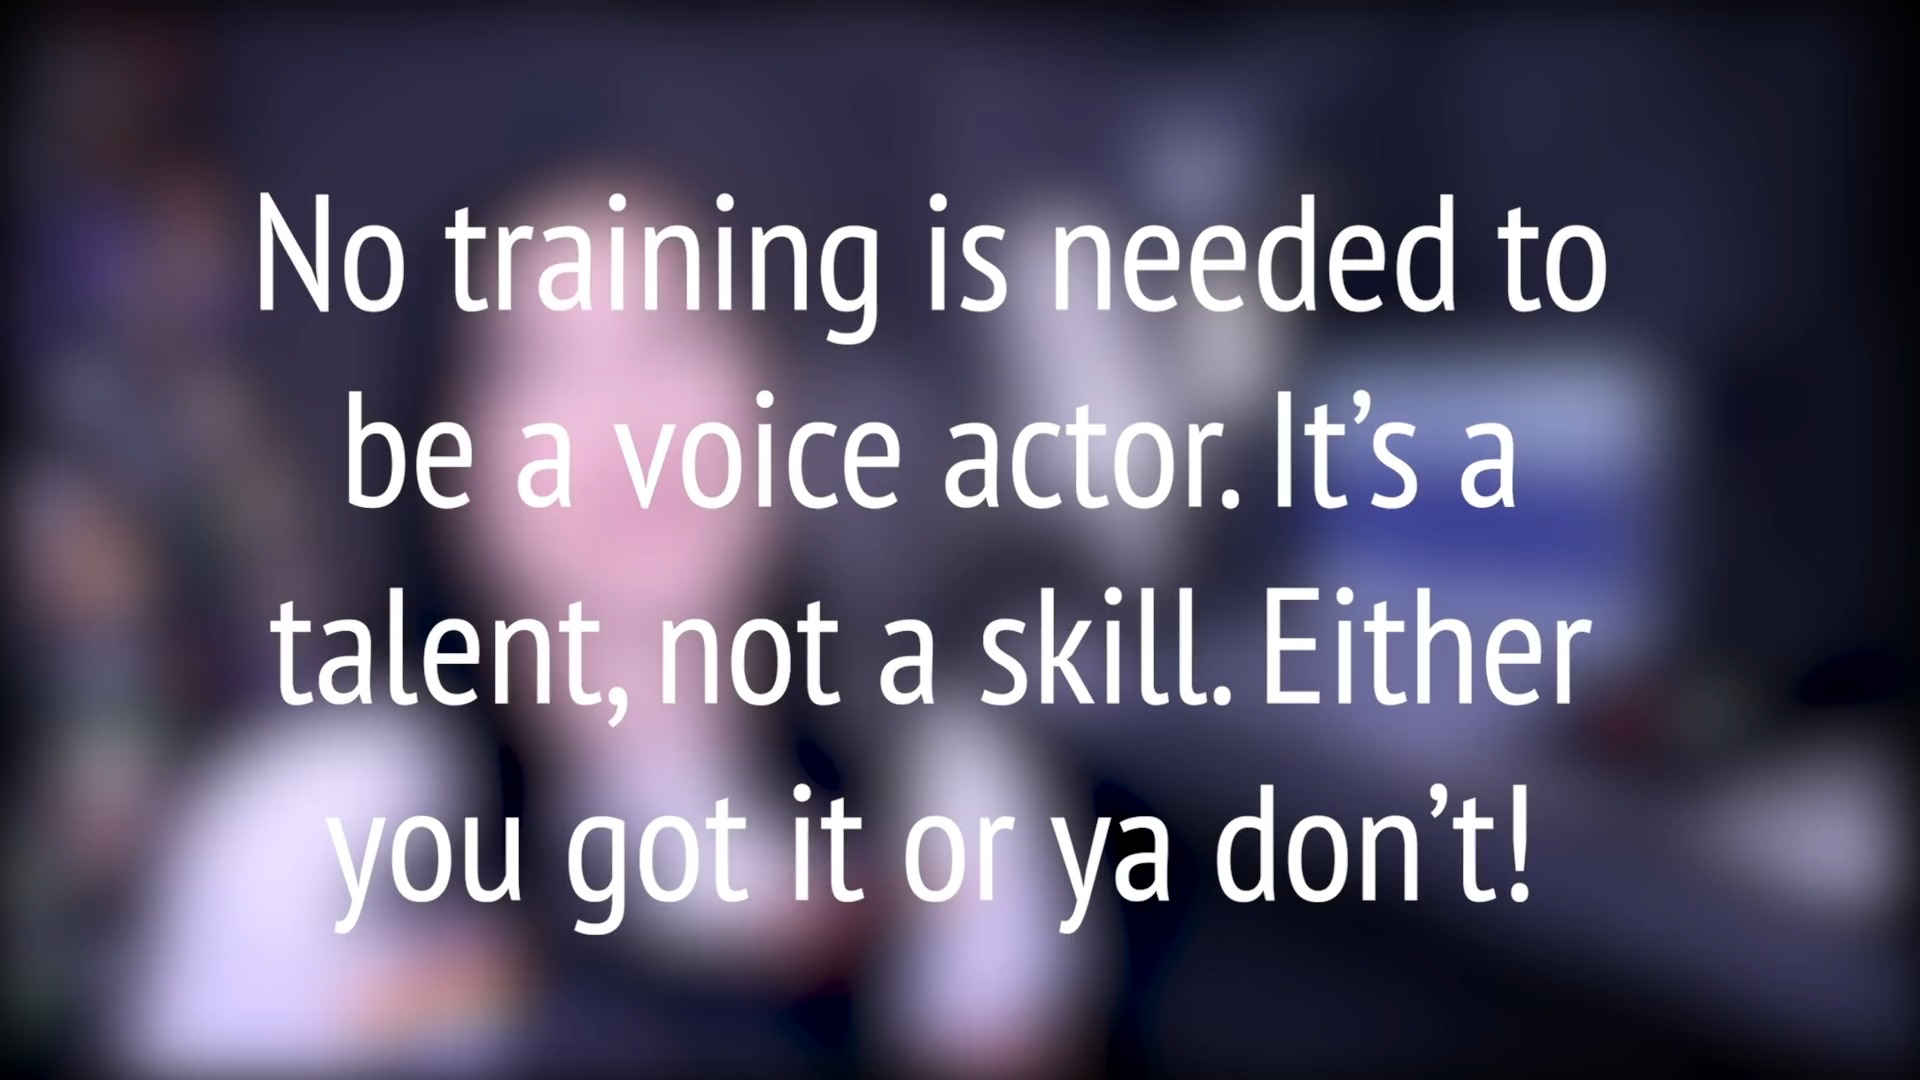 No training is needed to
be a voice actor. It’s a
talent, not a skill. Either
you got it or ya don’t!